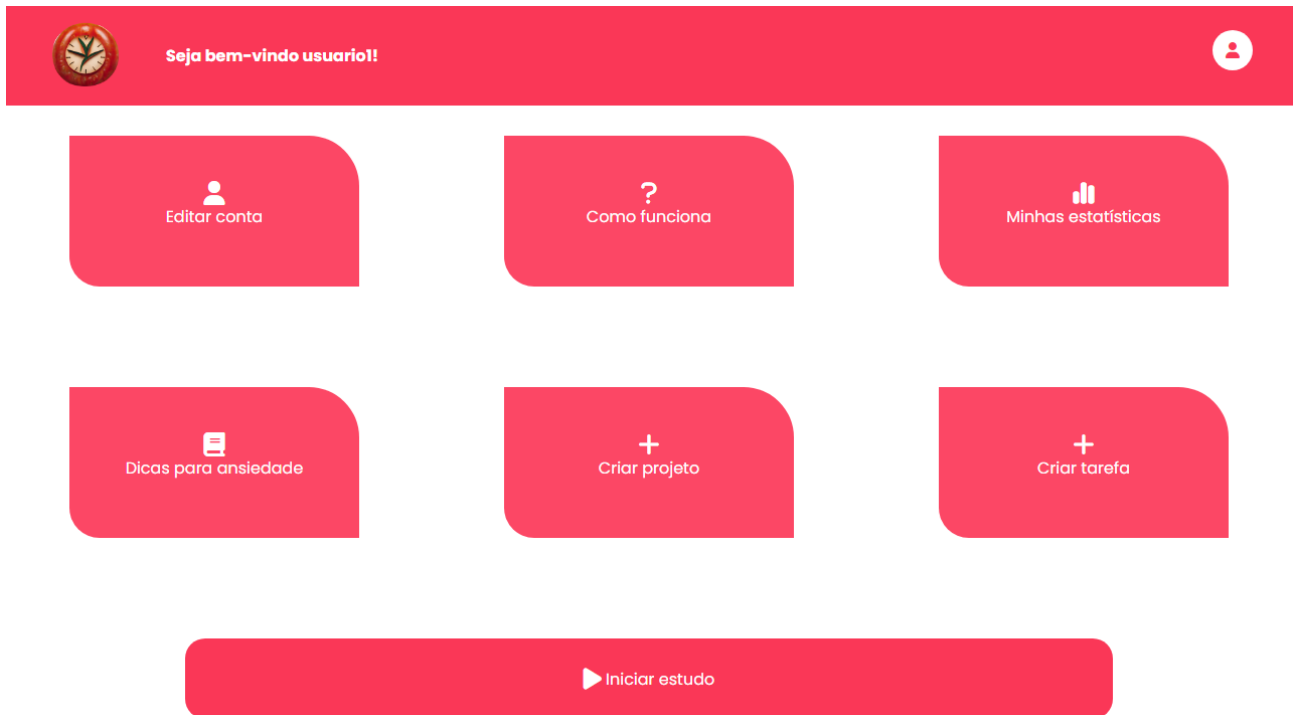 Seja bem-vindo usuario1!
Editar conta
Como funciona
Minhas estatísticas
Dicas para ansiedade
Criar projeto
Criar tarefa
Iniciar estudo